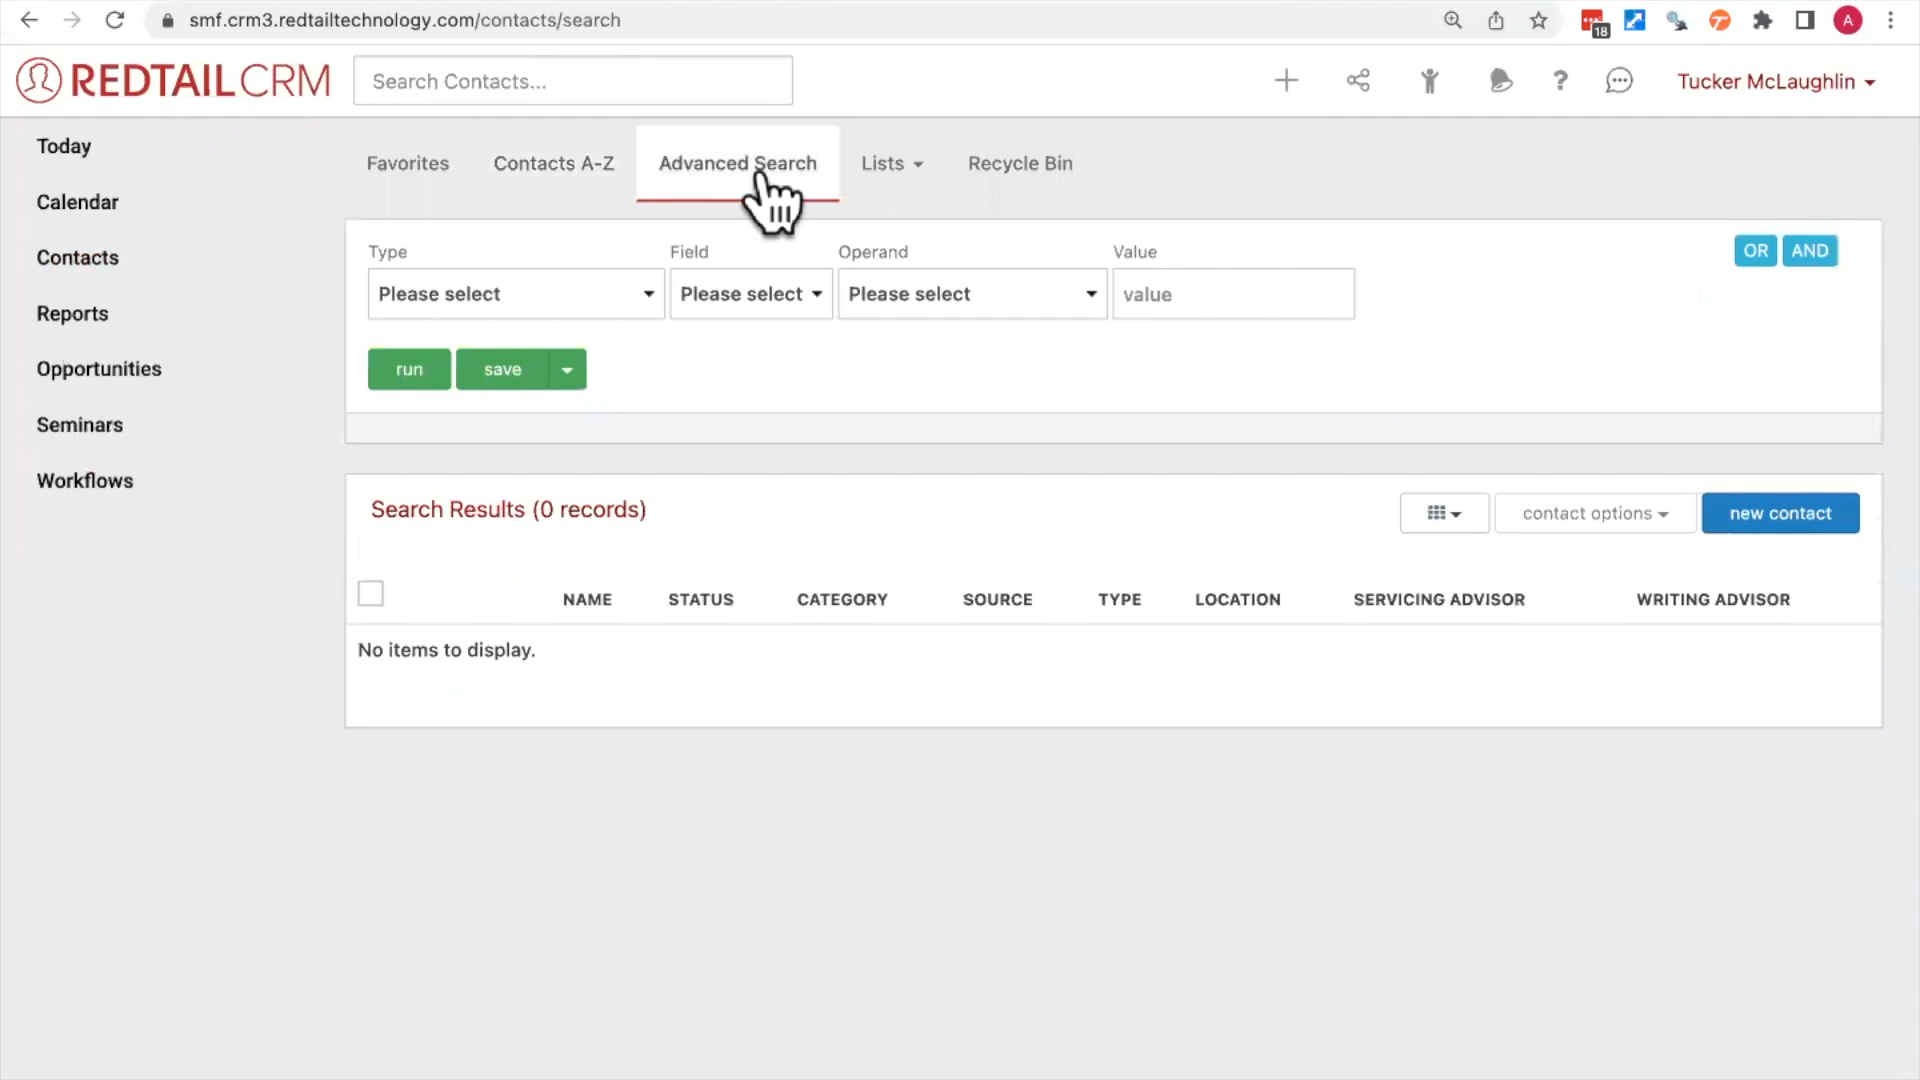 smf.crm3.redtailtechnology.com/contacts/search
18
A
REDTAILCRM
Search Contacts...
?
Tucker McLaughlin
Today
Calendar
Contacts
Reports
Opportunities
Seminars
Workflows
Favorites
Contacts A-Z
Advanced Search
Lists
Recycle Bin
Type
Field
Operand
Value
OR
AND
Please select
Please select
Please select
value
run
save
Search Results (0 records)
contact options
new contact
NAME
STATUS
CATEGORY
SOURCE
TYPE
LOCATION
SERVICING ADVISOR
WRITING ADVISOR
No items to display.